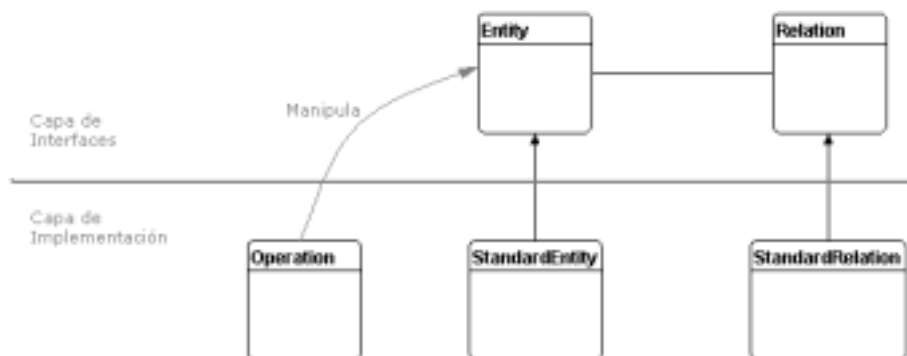 Entity
Relation
Manipula
Capa de
Interfaces
Capa de
Implementación
Operation
StandardEntity
StandardRelation